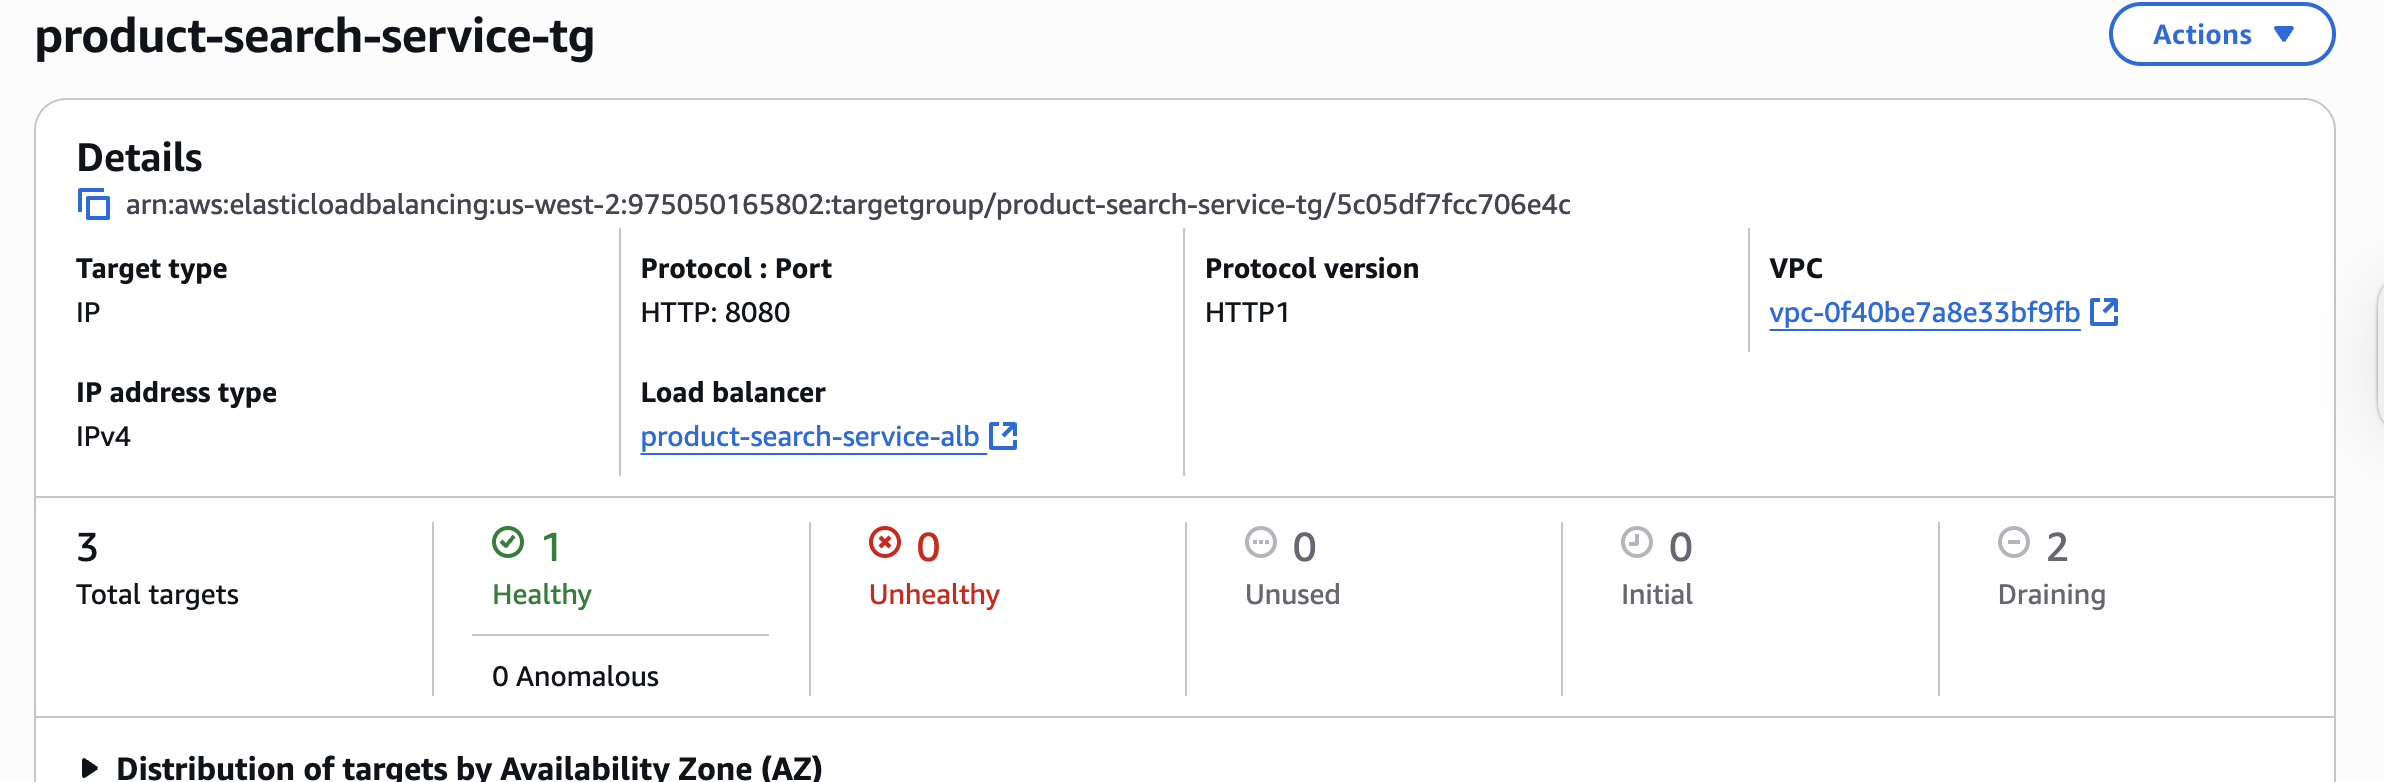 product-search-service-tg
Actions
Details
arn:aws:elasticloadbalancing:us-west-2:975050165802:targetgroup/product-search-service-tg/5c05df7fcc706e4c
Target type
IP
Protocol : Port
HTTP: 8080
Protocol version
HTTP1
VPC
vpc-0f40be7a8e33bf9fb
IP address type
IPv4
Load balancer
product-search-service-alb
3
Total targets
1
Healthy
0 Anomalous
0
Unhealthy
0
Unused
0
Initial
2
Draining
Distribution of targets by Availability Zone (AZ)